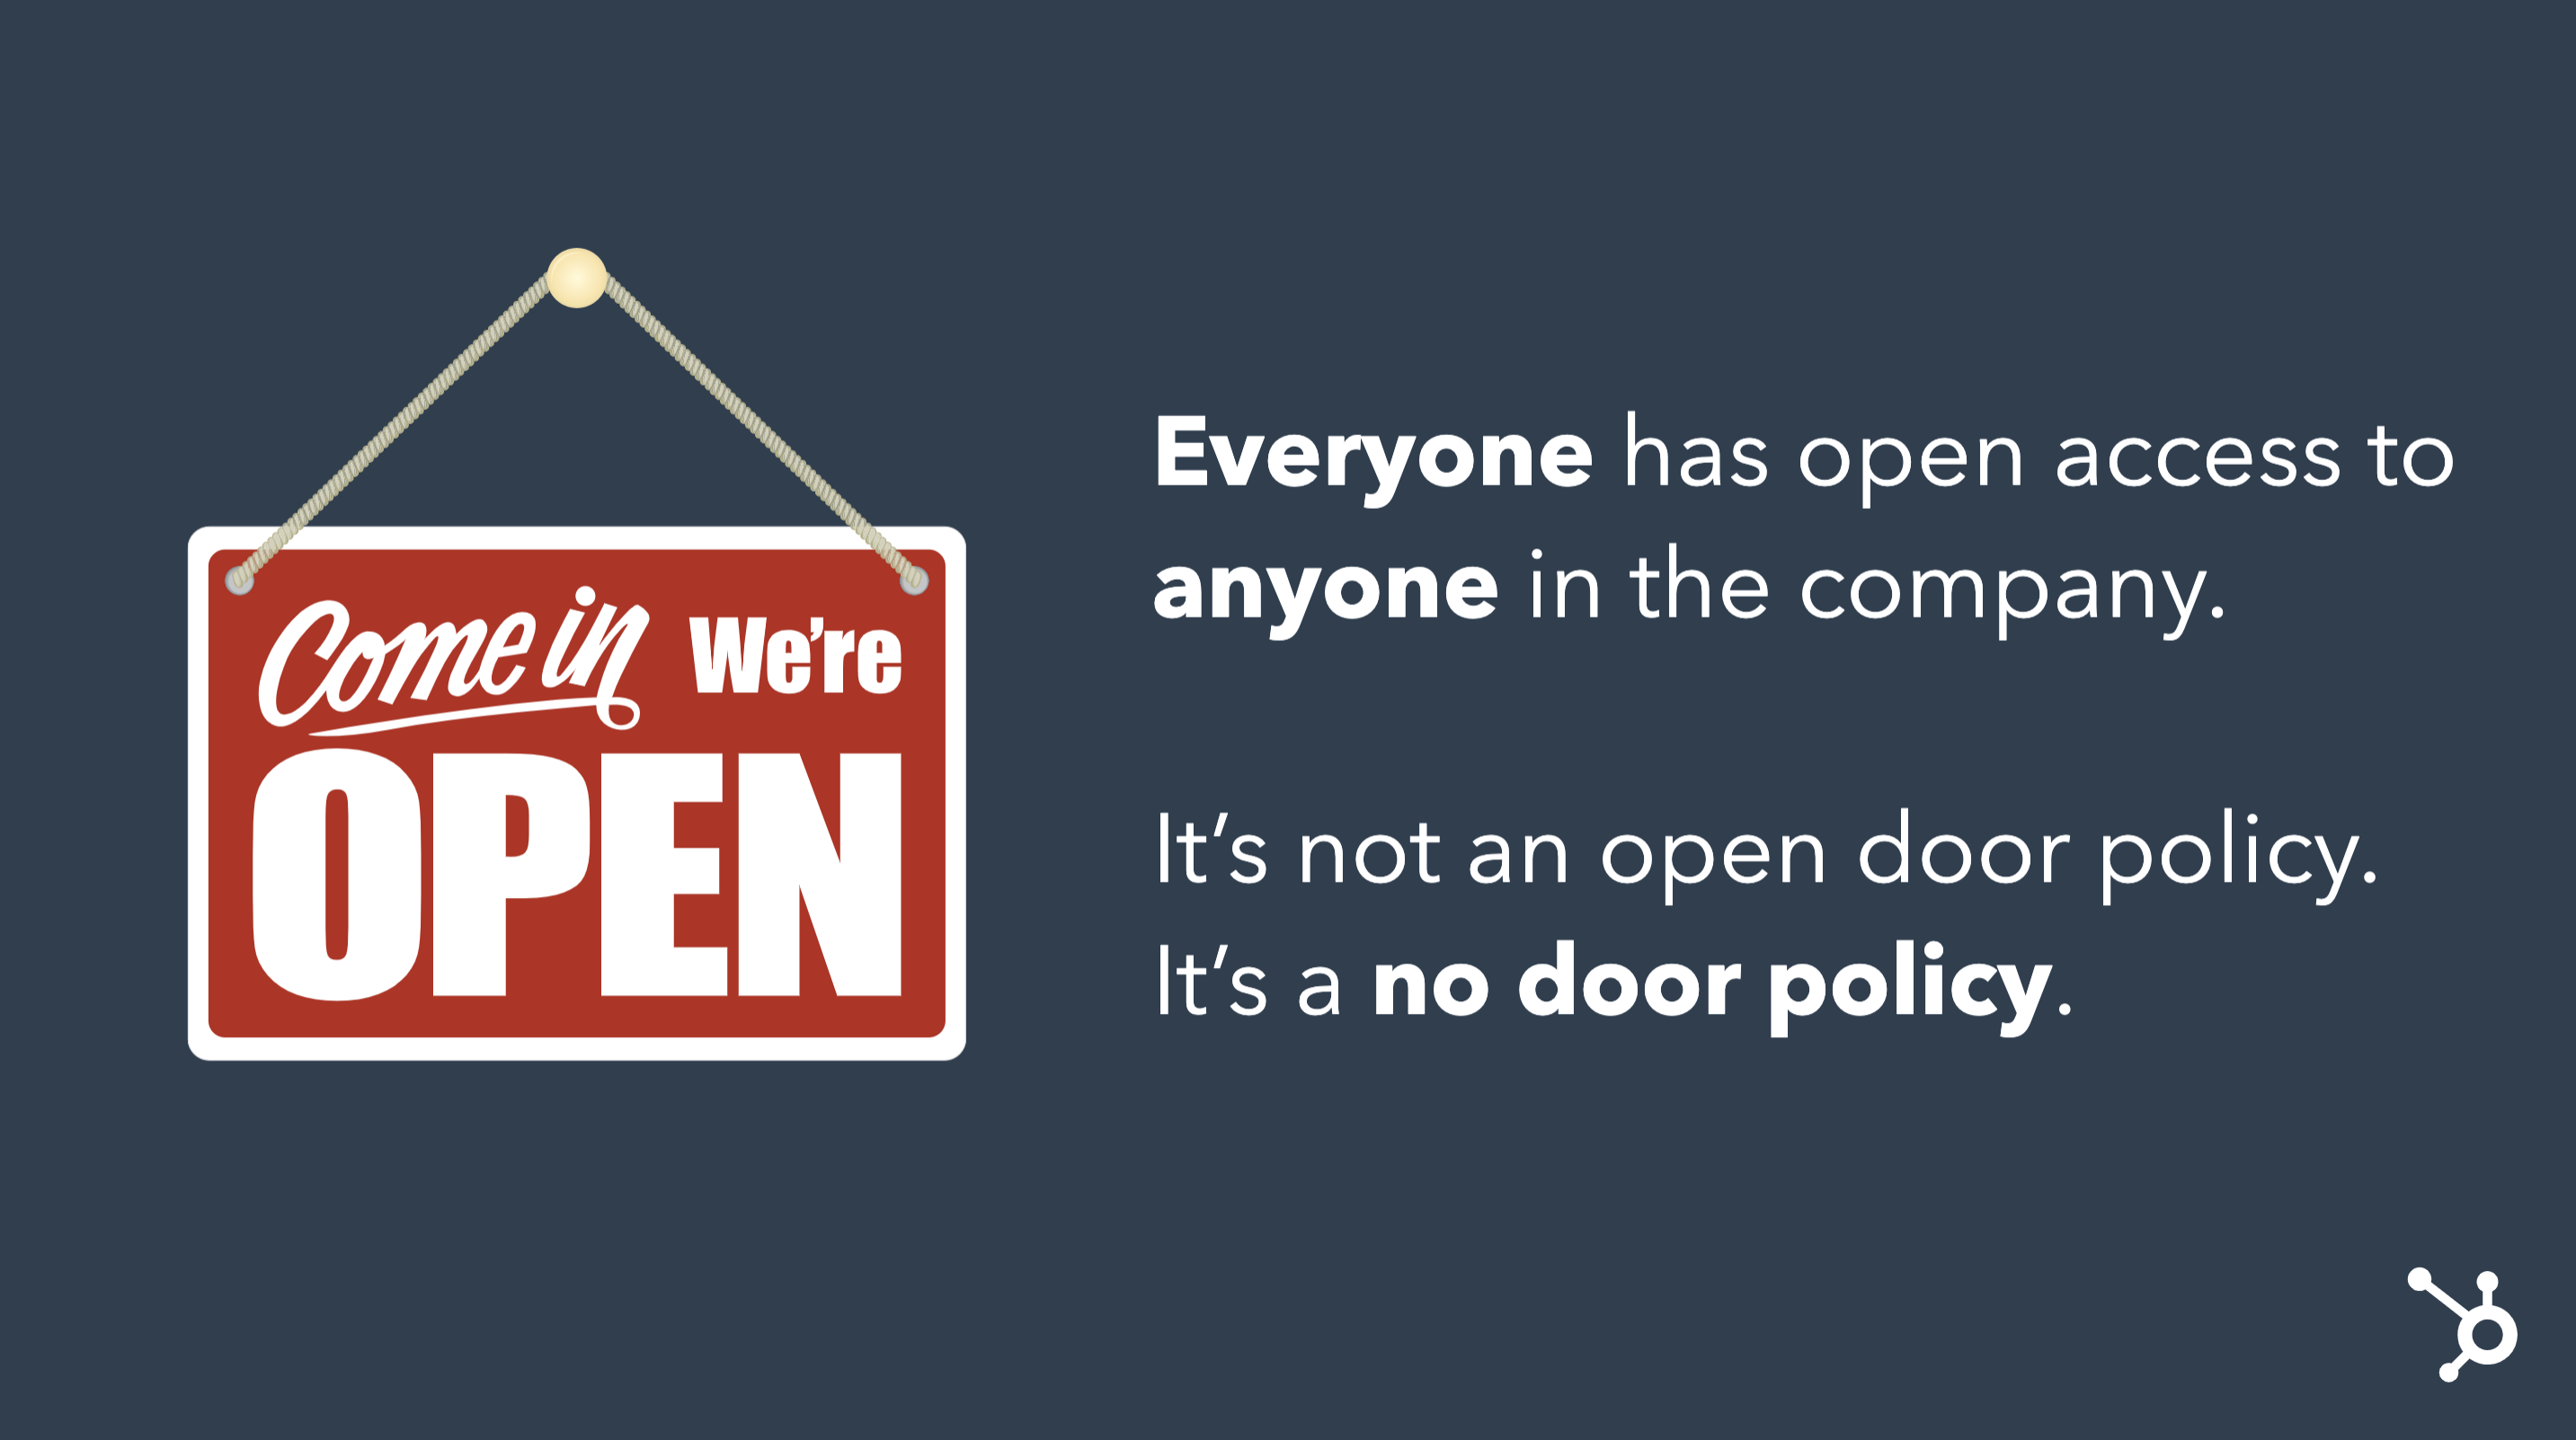 Come in We're
OPEN
Everyone has open access to
anyone in the company.
It’s not an open door policy.
It’s a no door policy.